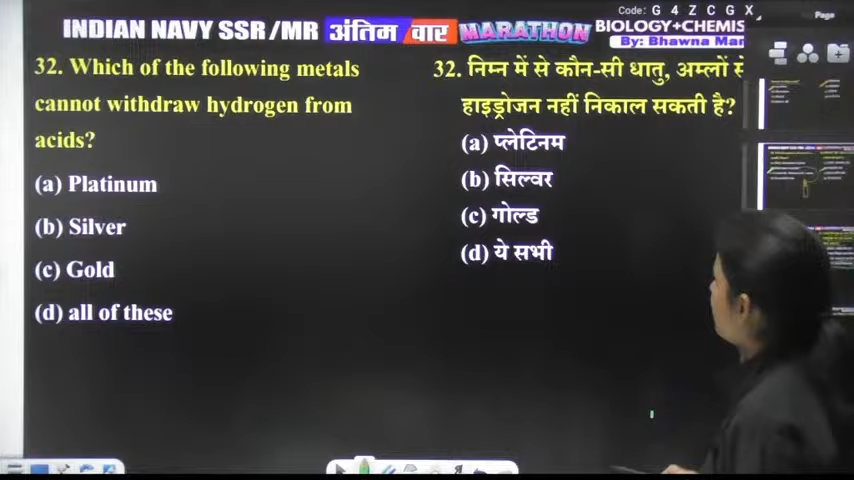 Code: G 4 Z C G X
Page
INDIAN NAVY SSR/MR अंतिम वार MARATHON BIOLOGY+CHEMIS
By: Bhawna Mar
32. Which of the following metals
cannot withdraw hydrogen from
acids?
(a) Platinum
(b) Silver
(c) Gold
(d) all of these
32. निम्न में से कौन-सी धातु, अम्लों से
हाइड्रोजन नहीं निकाल सकती है?
(a) प्लेटिनम
(b) सिल्वर
(c) गोल्ड
(d) ये सभी